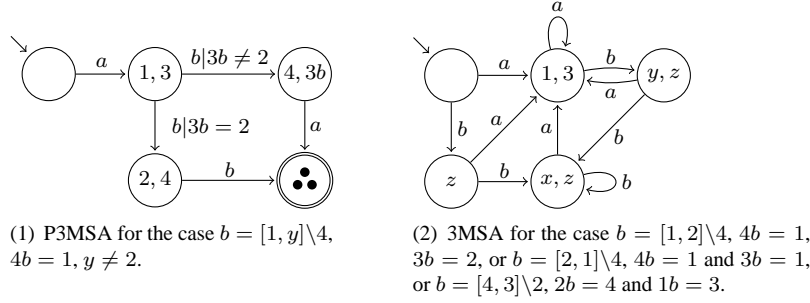 a
b|3b ≠ 2
1, 3
4, 3b
b|3b = 2
a
2, 4
b
(1) P3MSA for the case b = [1, y]\4,
4b = 1, y ≠ 2.
a
a
b
1, 3
y, z
a
b
a
a
b
z
b
x, z
b
(2) 3MSA for the case b = [1, 2]\4, 4b = 1,
3b = 2, or b = [2, 1]\4, 4b = 1 and 3b = 1,
or b = [4, 3]\2, 2b = 4 and 1b = 3.